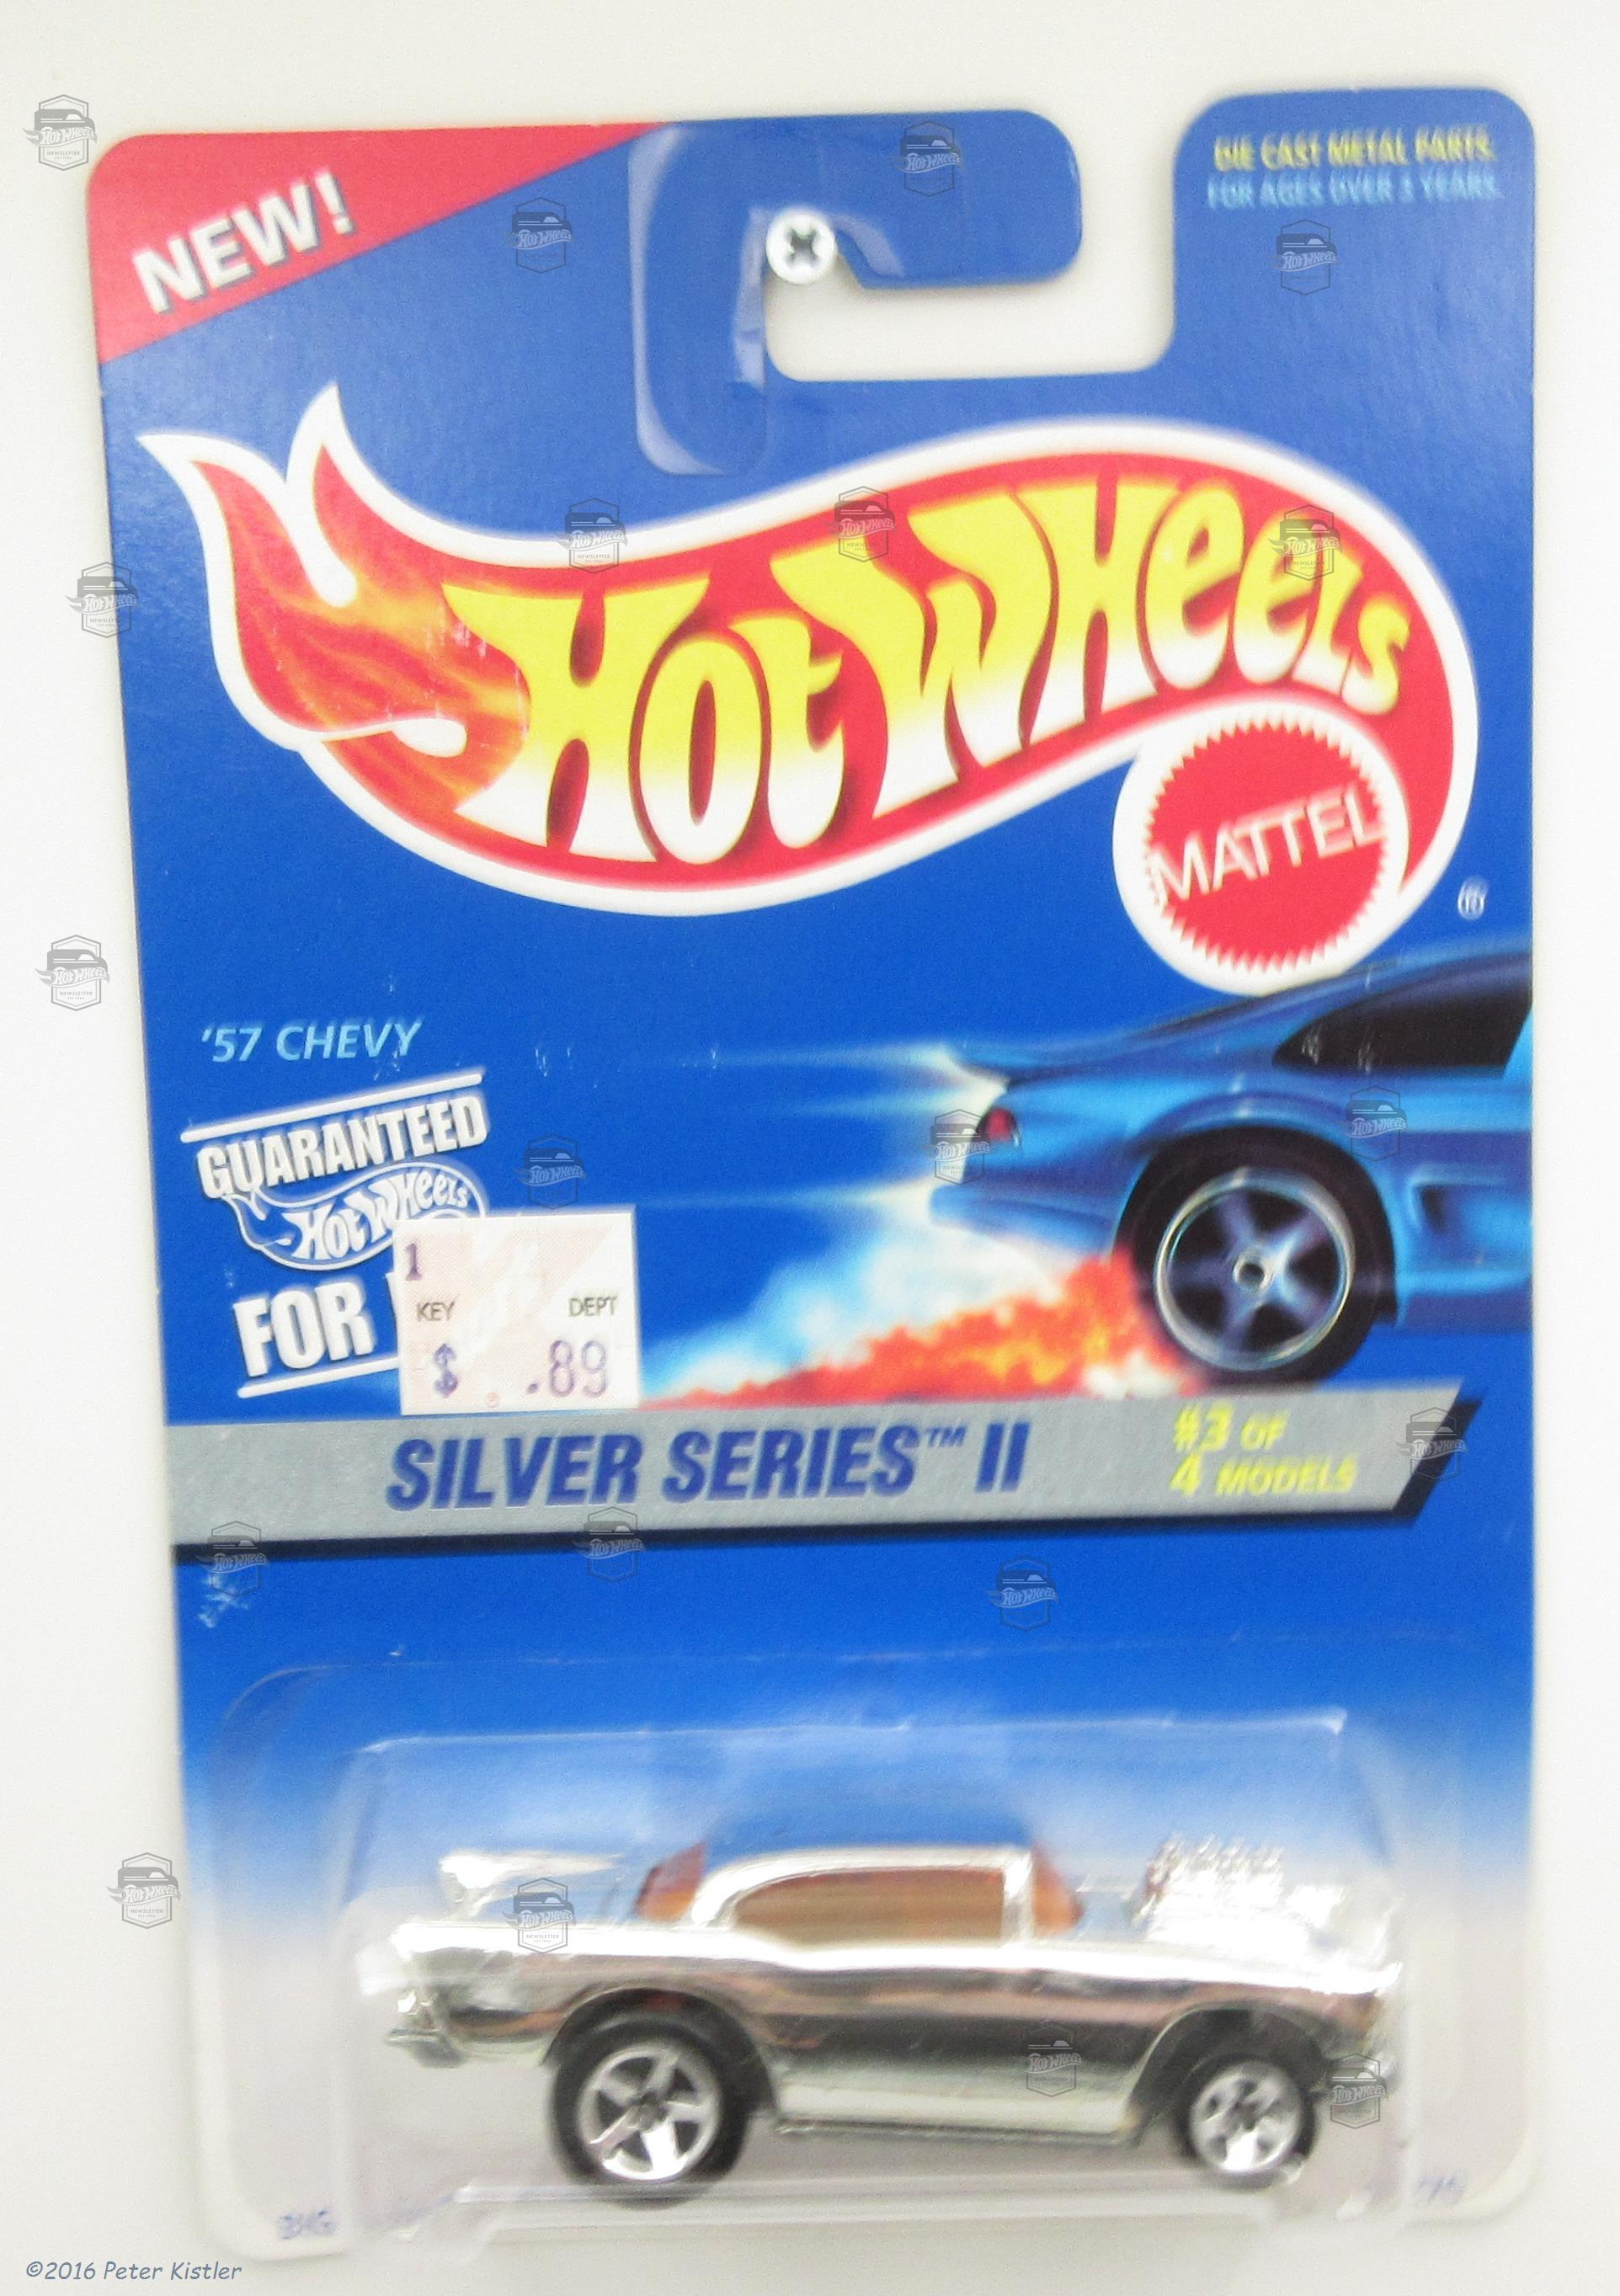 NEW!
DIE CAST METAL PARTS.
FOR AGES OVER 3 YEARS.
Hot Wheels
MATTEL
®
'57 CHEVY
GUARANTEED
Hot Wheels
FOR
1
KEY DEPT
$ .89
SILVER SERIES™ II
#3 OF
4 MODELS
©2016 Peter Kistler